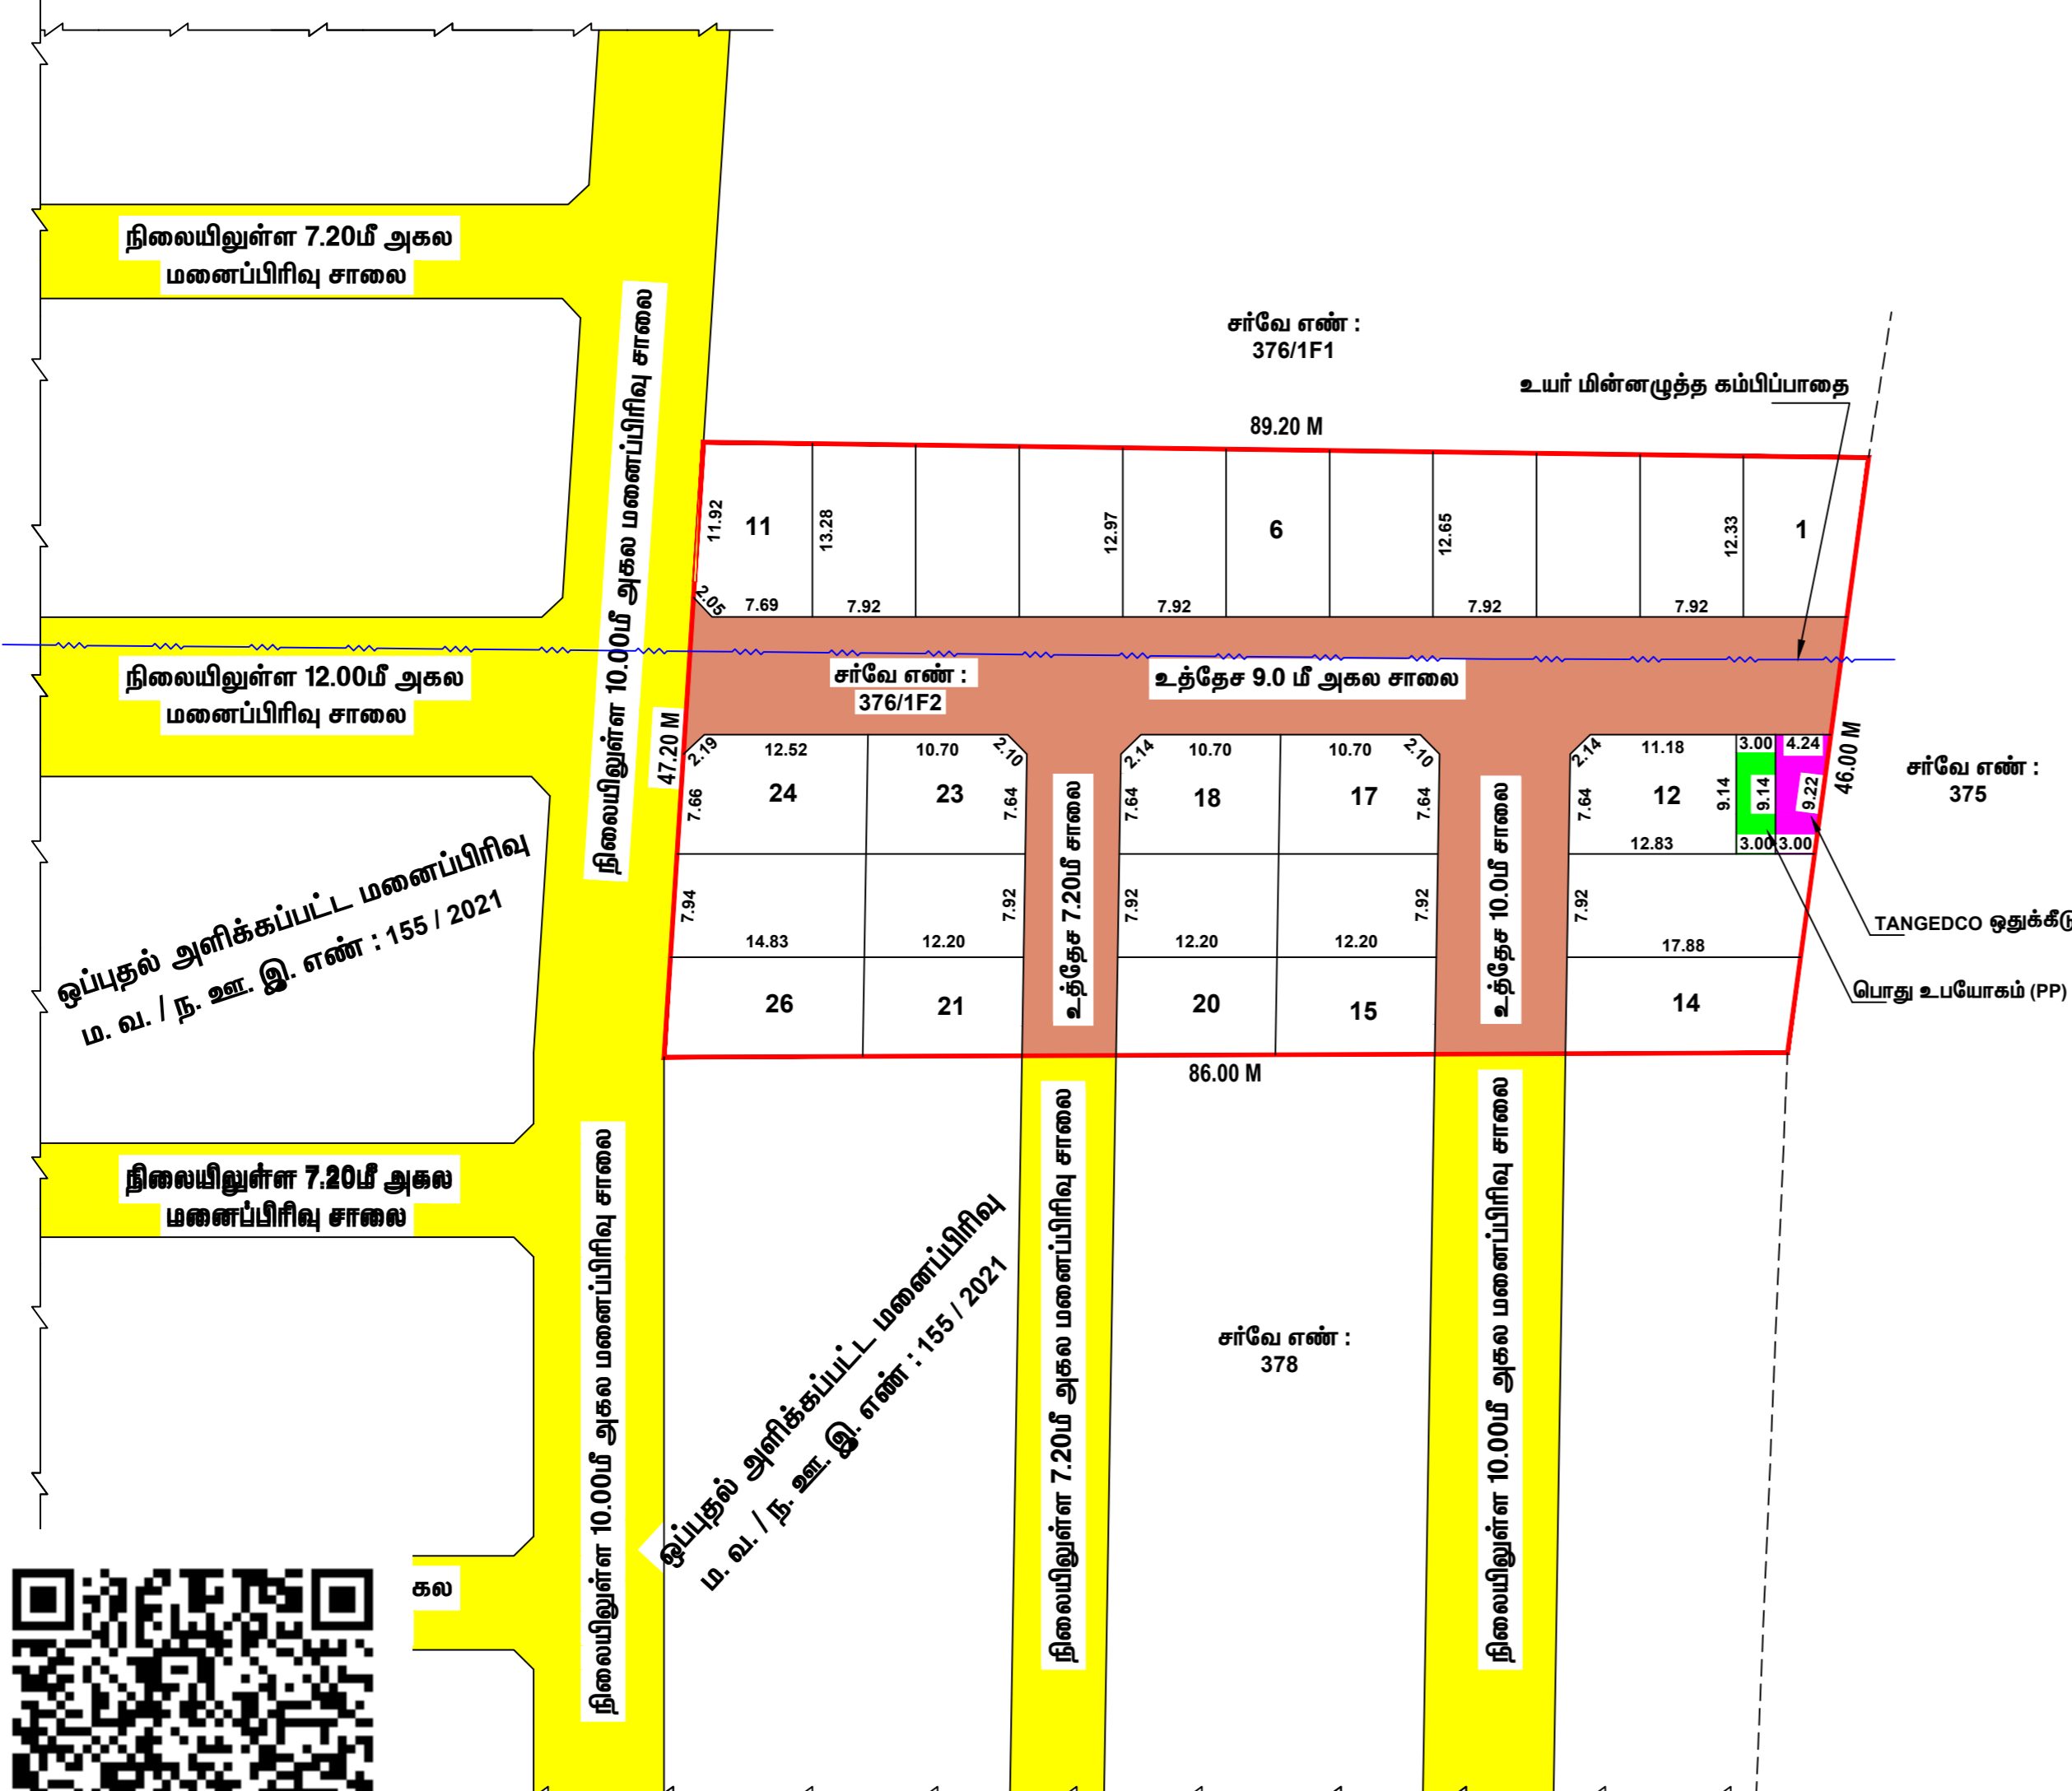 நிலையிலுள்ள 7.20மீ அகல
மனைப்பிரிவு சாலை
நிலையிலுள்ள 10.00மீ அகல மனைப்பிரிவு சாலை
சர்வே எண் :
376/1F1
உயர் மின்னழுத்த கம்பிப்பாதை
89.20 M
11.92
11
13.28
12.97
6
12.65
12.33
1
2.05
7.69
7.92
7.92
7.92
7.92
நிலையிலுள்ள 12.00மீ அகல
மனைப்பிரிவு சாலை
சர்வே எண் :
376/1F2
உத்தேச 9.0 மீ அகல சாலை
47.20 M
46.00 M
2.19
12.52
10.70
2.10
2.14
10.70
10.70
2.10
2.14
11.18
3.00
4.24
சர்வே எண் :
375
7.66
24
23
7.64
7.64
18
17
7.64
7.64
12
9.14
9.14
9.22
12.83
3.00
3.00
உத்தேச 7.20மீ சாலை
உத்தேச 10.0மீ சாலை
7.94
7.92
7.92
7.92
7.92
14.83
12.20
12.20
12.20
17.88
TANGEDCO ஒதுக்கீடு
பொது உபயோகம் (PP)
26
21
20
15
14
86.00 M
ஒப்புதல் அளிக்கப்பட்ட மனைப்பிரிவு
ம. வ. / ந. ஊ. இ. எண் : 155 / 2021
நிலையிலுள்ள 7.20மீ அகல
மனைப்பிரிவு சாலை
நிலையிலுள்ள 10.00மீ அகல மனைப்பிரிவு சாலை
ஒப்புதல் அளிக்கப்பட்ட மனைப்பிரிவு
ம. வ. / ந. ஊ. இ. எண் : 155 / 2021
நிலையிலுள்ள 7.20மீ அகல மனைப்பிரிவு சாலை
சர்வே எண் :
378
நிலையிலுள்ள 10.00மீ அகல மனைப்பிரிவு சாலை
கல